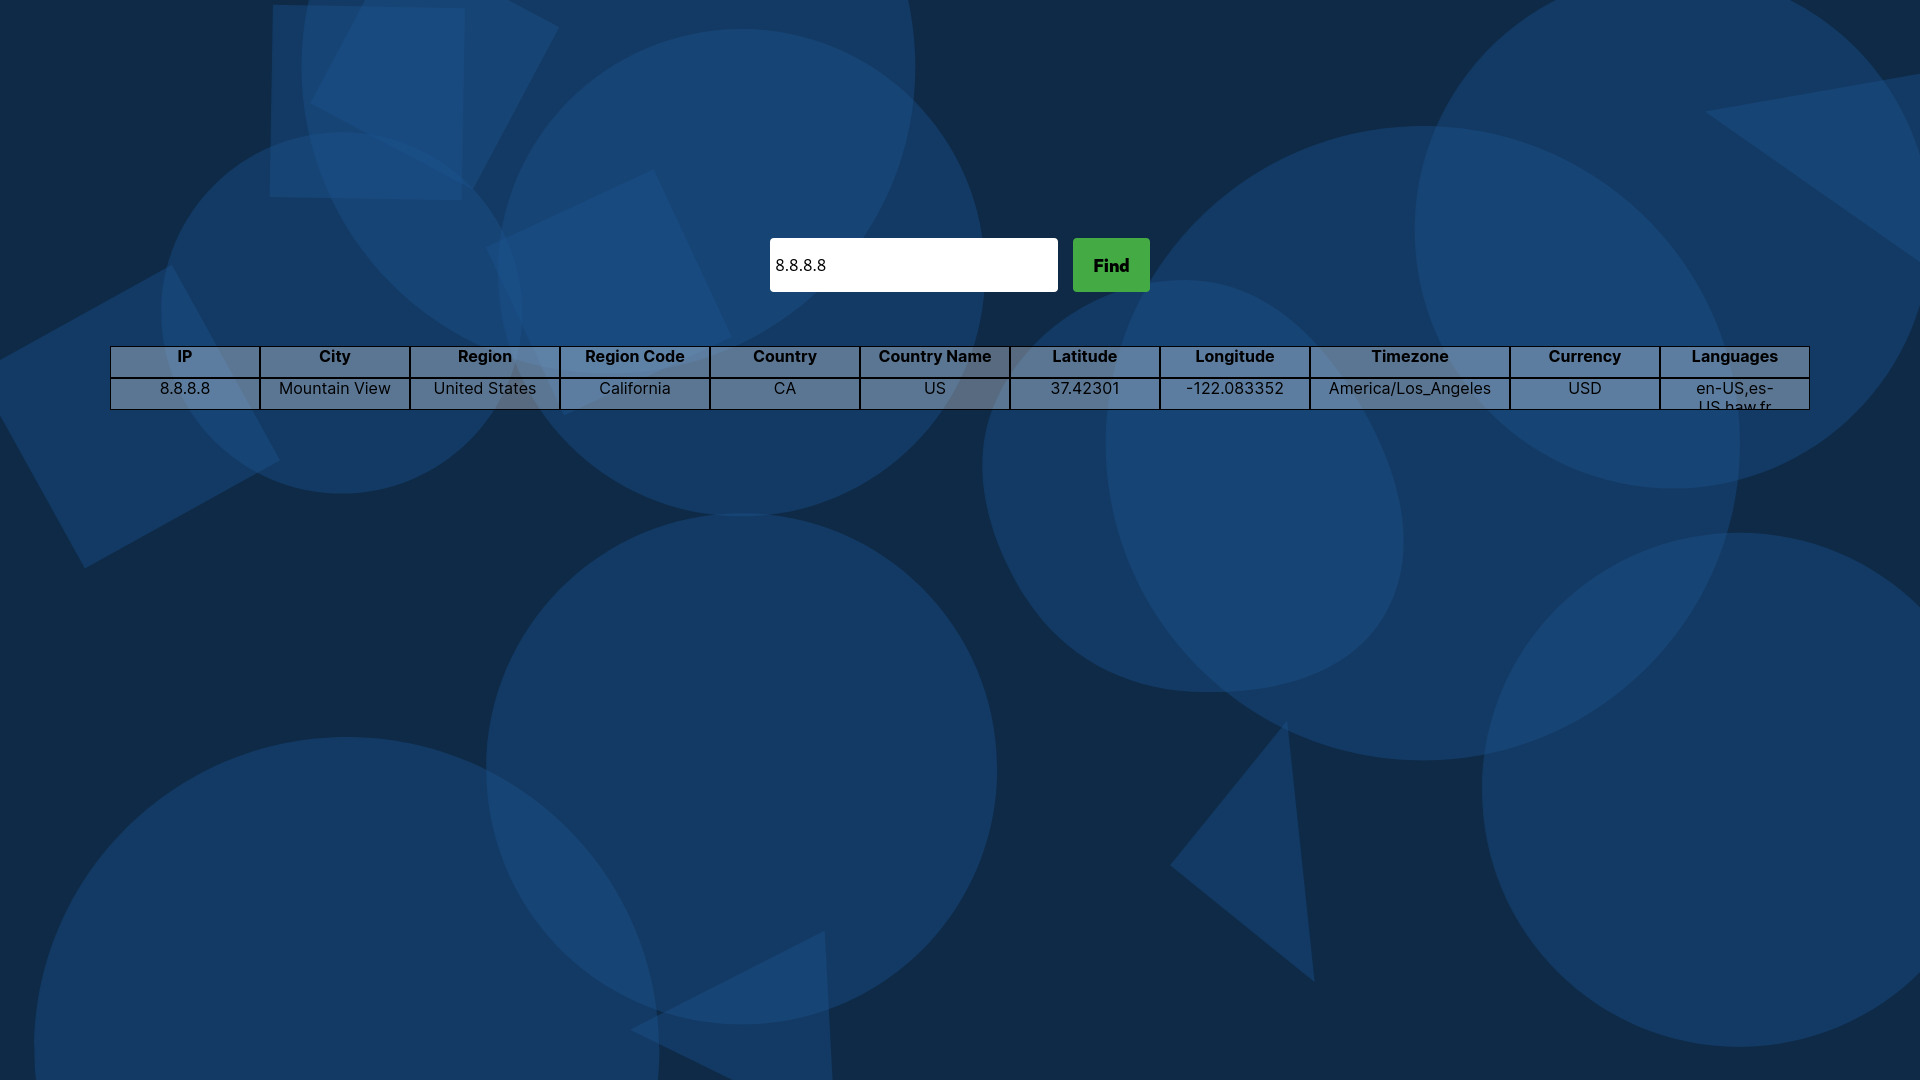 8.8.8.8
Find
IP City Region Region Code Country Country Name Latitude Longitude Timezone Currency Languages
8.8.8.8 Mountain View United States California CA US 37.42301 -122.083352 America/Los_Angeles USD en-US,es-
US,haw,fr